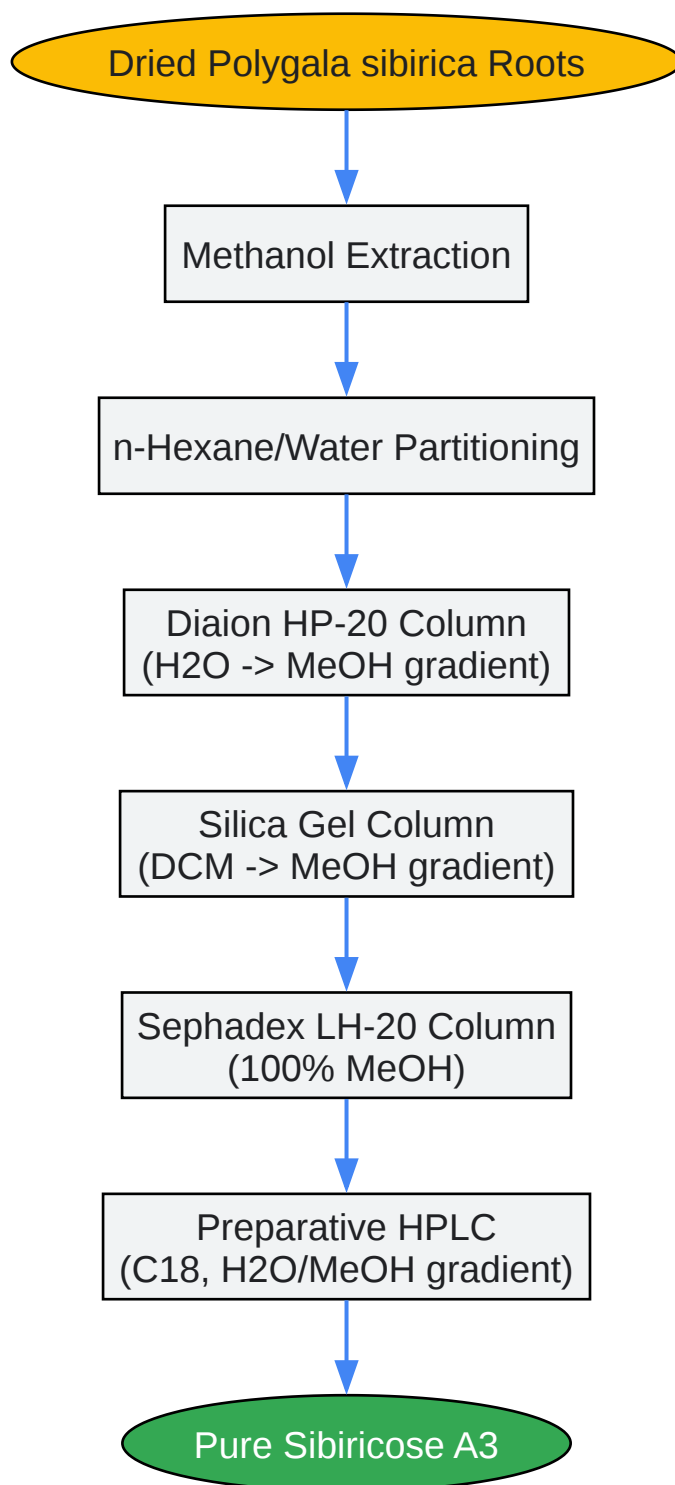 Dried Polygala sibirica Roots
Methanol Extraction
n-Hexane/Water Partitioning
Diaion HP-20 Column
(H2O -> MeOH gradient)
Silica Gel Column
(DCM -> MeOH gradient)
Sephadex LH-20 Column
(100% MeOH)
Preparative HPLC
(C18, H2O/MeOH gradient)
Pure Sibiricose A3